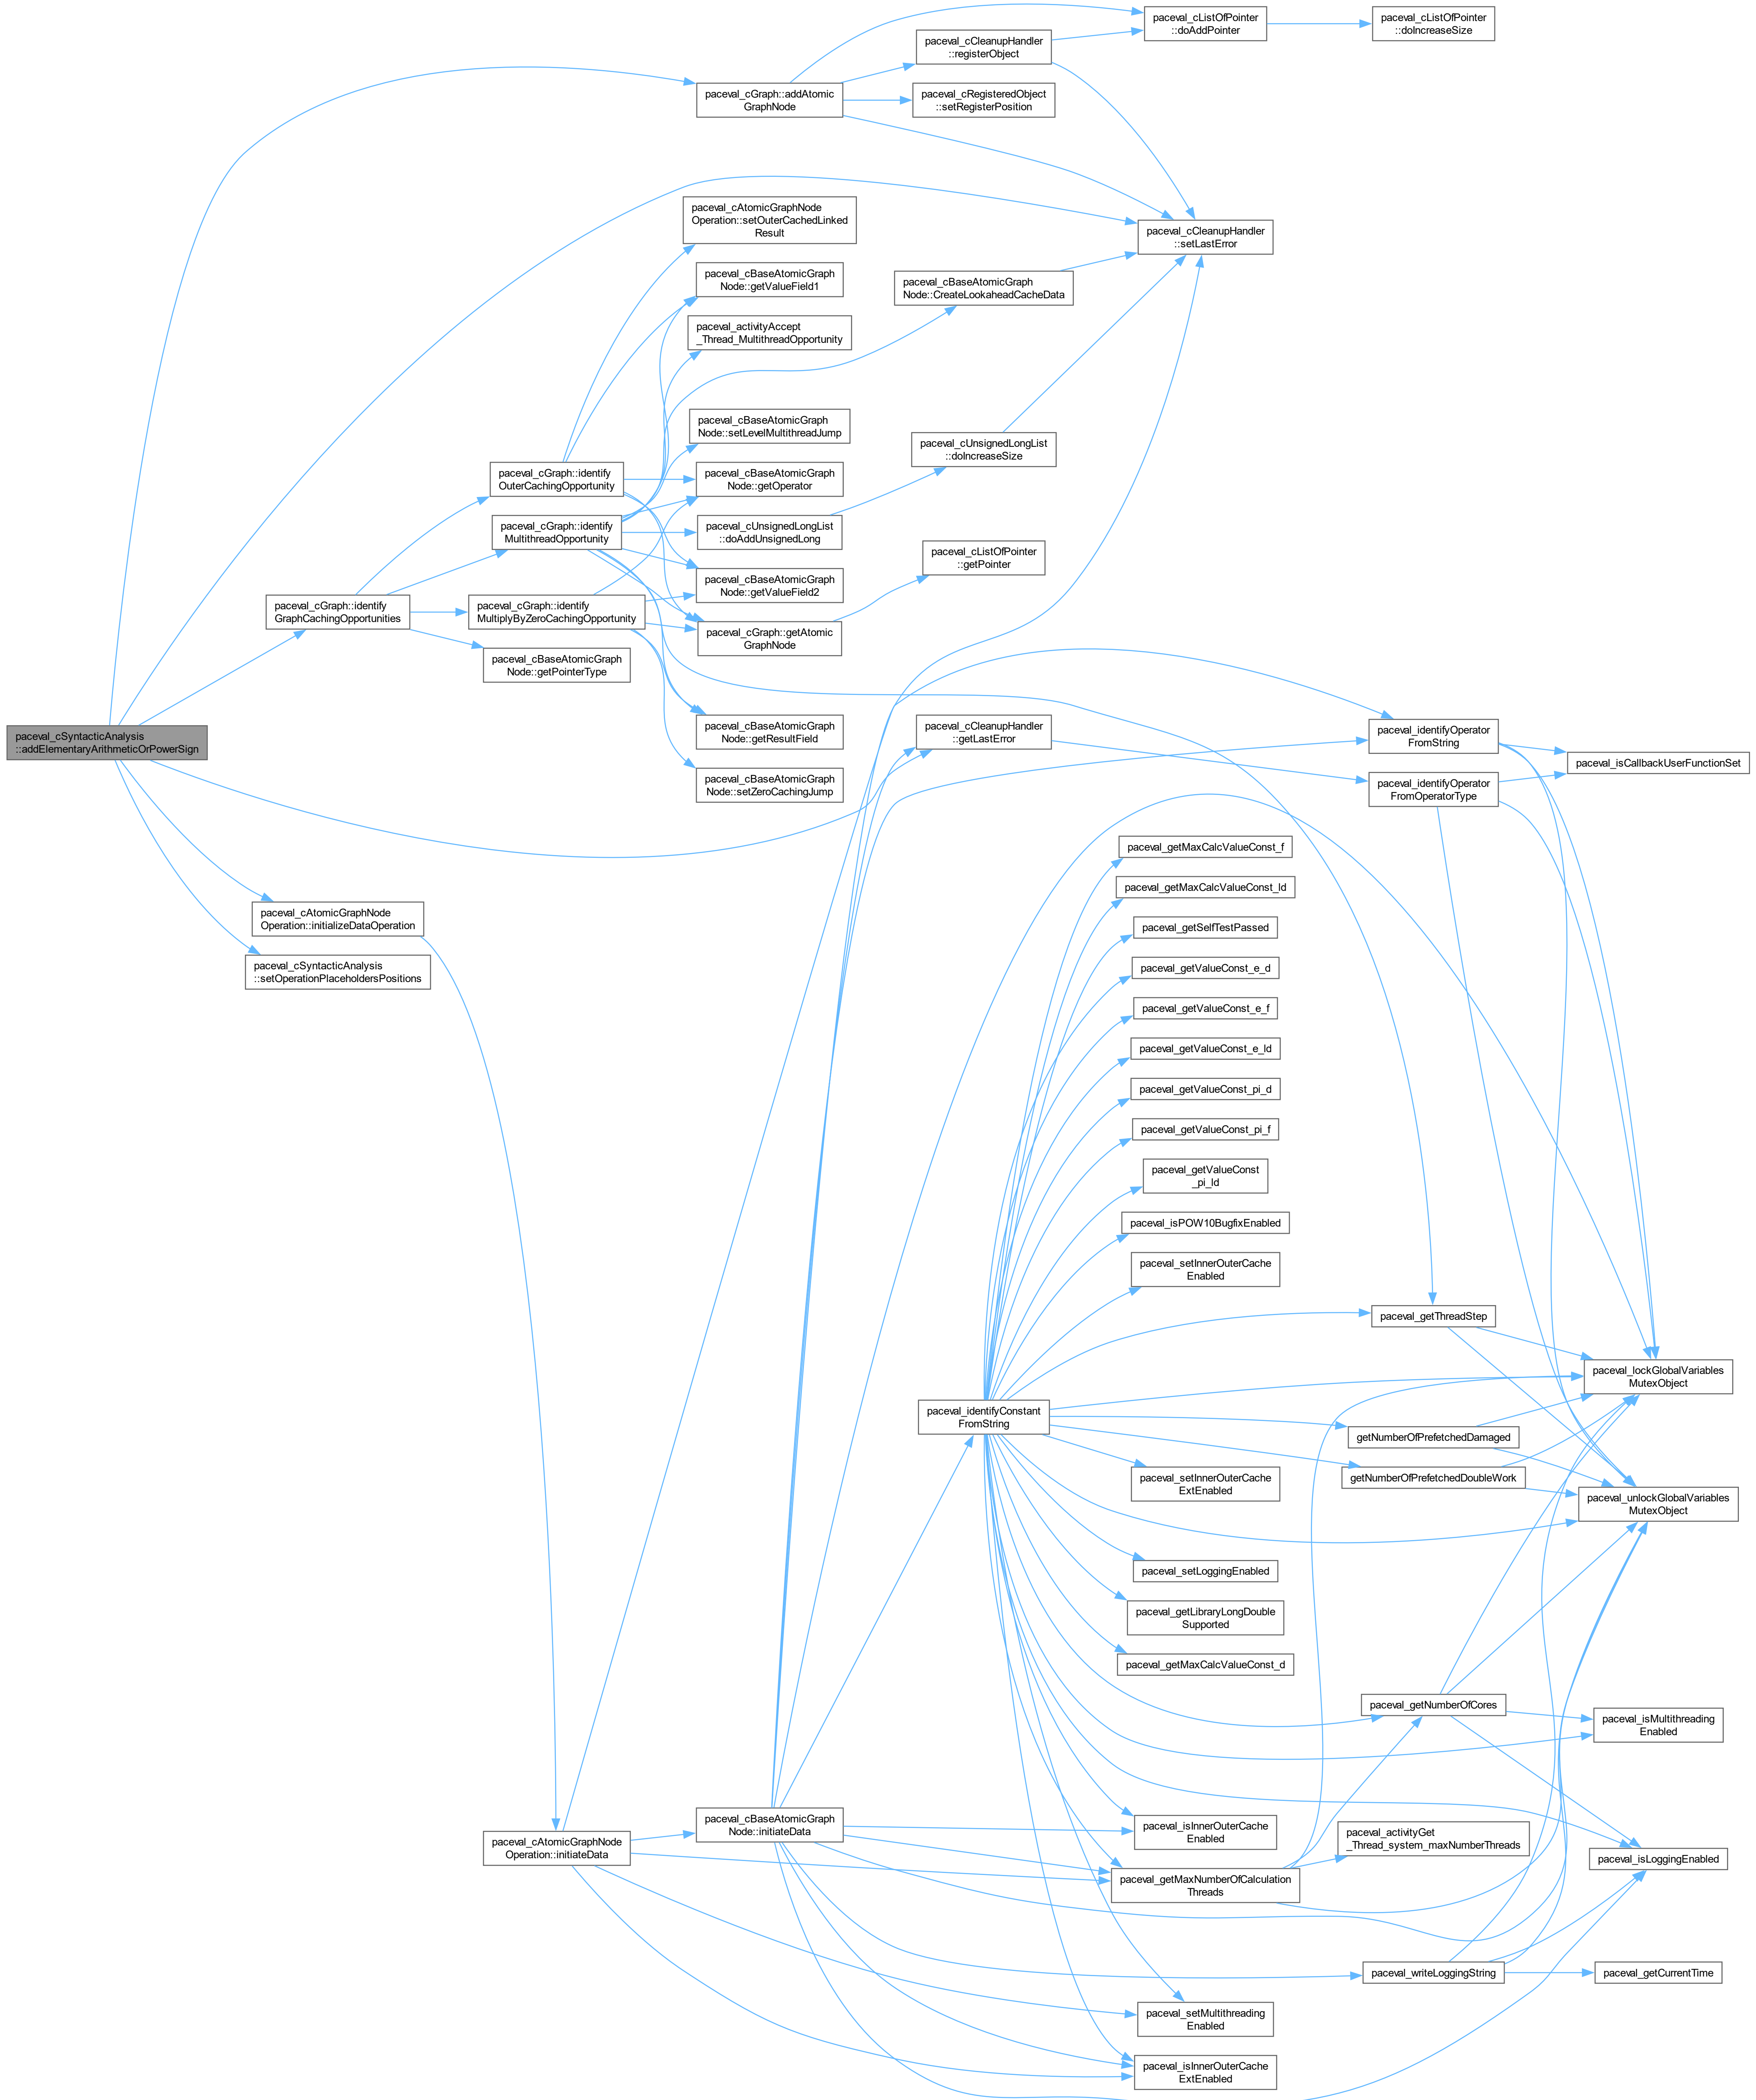 paceval_cSyntacticAnalysis
::addElementaryArithmeticOrPowerSign
paceval_cGraph::addAtomic
GraphNode
paceval_cListOfPointer
::doAddPointer
paceval_cListOfPointer
::doIncreaseSize
paceval_cCleanupHandler
::registerObject
paceval_cRegisteredObject
::setRegisterPosition
paceval_cCleanupHandler
::setLastError
paceval_cAtomicGraphNode
Operation::setOuterCachedLinked
Result
paceval_cBaseAtomicGraph
Node::getValueField1
paceval_cBaseAtomicGraph
Node::CreateLookaheadCacheData
paceval_activityAccept
_Thread_MultithreadOpportunity
paceval_cBaseAtomicGraph
Node::setLevelMultithreadJump
paceval_cUnsignedLongList
::doIncreaseSize
paceval_cGraph::identify
OuterCachingOpportunity
paceval_cBaseAtomicGraph
Node::getOperator
paceval_cGraph::identify
MultithreadOpportunity
paceval_cUnsignedLongList
::doAddUnsignedLong
paceval_cListOfPointer
::getPointer
paceval_cBaseAtomicGraph
Node::getValueField2
paceval_cGraph::identify
GraphCachingOpportunities
paceval_cGraph::identify
MultiplyByZeroCachingOpportunity
paceval_cGraph::getAtomic
GraphNode
paceval_cBaseAtomicGraph
Node::getPointerType
paceval_cBaseAtomicGraph
Node::getResultField
paceval_cCleanupHandler
::getLastError
paceval_identifyOperator
FromString
paceval_isCallbackUserFunctionSet
paceval_cBaseAtomicGraph
Node::setZeroCachingJump
paceval_identifyOperator
FromOperatorType
paceval_getMaxCalcValueConst_f
paceval_getMaxCalcValueConst_ld
paceval_cAtomicGraphNode
Operation::initializeDataOperation
paceval_getSelfTestPassed
paceval_cSyntacticAnalysis
::setOperationPlaceholdersPositions
paceval_getValueConst_e_d
paceval_getValueConst_e_f
paceval_getValueConst_e_ld
paceval_getValueConst_pi_d
paceval_getValueConst_pi_f
paceval_getValueConst
_pi_ld
paceval_isPOW10BugfixEnabled
paceval_setInnerOuterCache
Enabled
paceval_getThreadStep
paceval_lockGlobalVariables
MutexObject
paceval_identifyConstant
FromString
getNumberOfPrefetchedDamaged
getNumberOfPrefetchedDoubleWork
paceval_setInnerOuterCache
ExtEnabled
paceval_unlockGlobalVariables
MutexObject
paceval_setLoggingEnabled
paceval_getLibraryLongDouble
Supported
paceval_getMaxCalcValueConst_d
paceval_getNumberOfCores
paceval_isMultithreading
Enabled
paceval_cBaseAtomicGraph
Node::initiateData
paceval_isInnerOuterCache
Enabled
paceval_activityGet
_Thread_system_maxNumberThreads
paceval_cAtomicGraphNode
Operation::initiateData
paceval_isLoggingEnabled
paceval_getMaxNumberOfCalculation
Threads
paceval_writeLoggingString
paceval_getCurrentTime
paceval_setMultithreading
Enabled
paceval_isInnerOuterCache
ExtEnabled